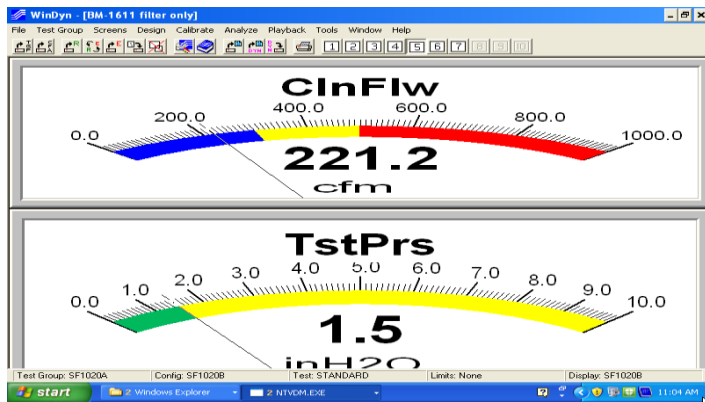 WinDyn - [BM-1611 filter only]
File Test Group Screens Design Calibrate Analyze Playback Tools Window Help
1 2 3 4 5 6 7 8 9 10
ClnFlw
0.0 200.0 400.0 600.0 800.0 1000.0
221.2
cfm
TstPrs
0.0 1.0 2.0 3.0 4.0 5.0 6.0 7.0 8.0 9.0 10.0
1.5
inH2O
Test Group: SF1020A Config: SF1020B Test: STANDARD Limits: None Display: SF1020B
start 2 Windows Explorer 2 NTVDM.EXE 11:04 AM